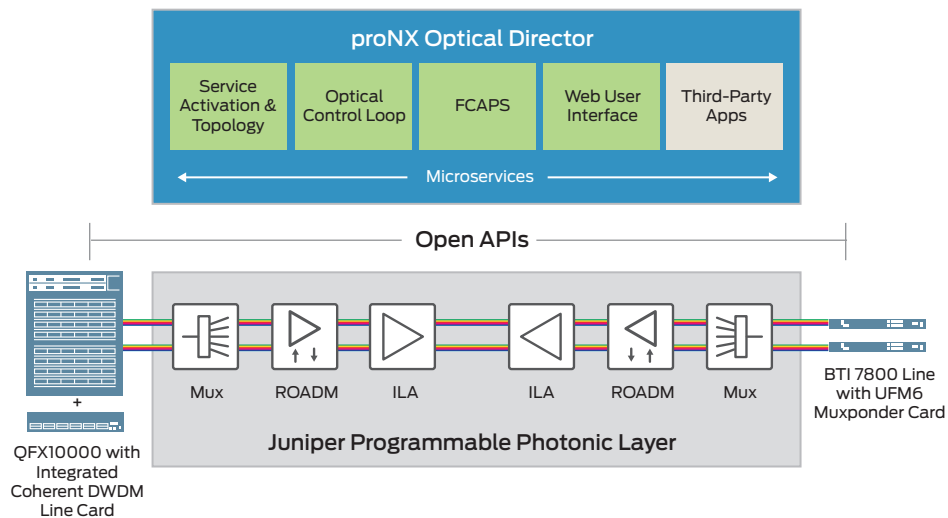 proNX Optical Director
Service
Activation &
Topology
Optical
Control Loop
FCAPS
Web User
Interface
Third-Party
Apps
Microservices
Open APIs
Mux
ROADM
ILA
ILA
ROADM
Mux
+
QFX10000 with
Integrated
Coherent DWDM
Line Card
BTI 7800 Line
with UFM6
Muxponder Card
Juniper Programmable Photonic Layer